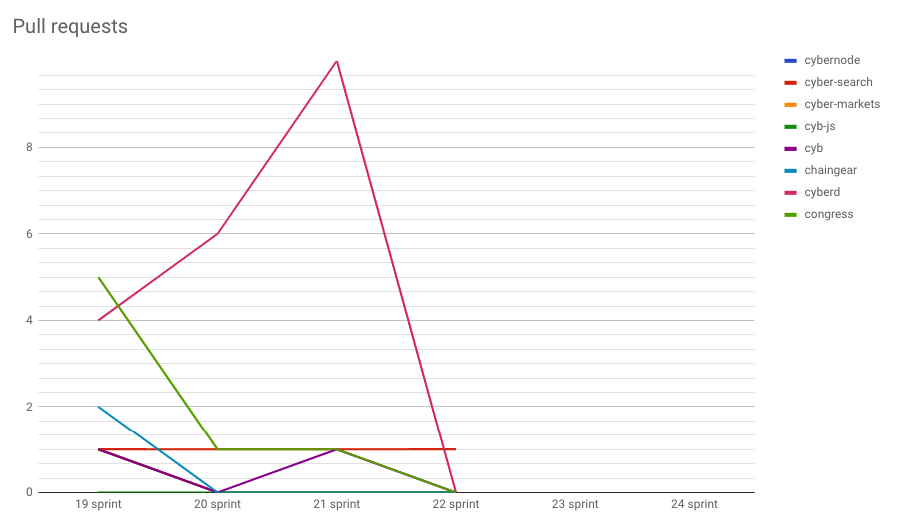 Pull requests
cybernode
cyber-search
cyber-markets
cyb-js
cyb
chaingear
cyberd
congress
8
6
4
2
0
19 sprint
20 sprint
21 sprint
22 sprint
23 sprint
24 sprint